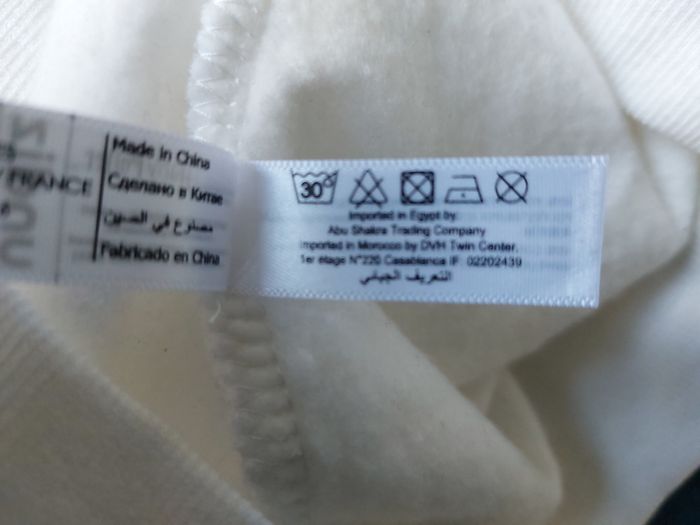 FRANCE
Made in China
Сделано в Китае
مصنوع في الصين
Fabricado en China
30°
Imported in Egypt by:
Abu Shakra Trading Company
Imported in Morocco by DVH Twin Center,
1er étage N°220 Casablanca IF 02202439
التعريف الجبائي